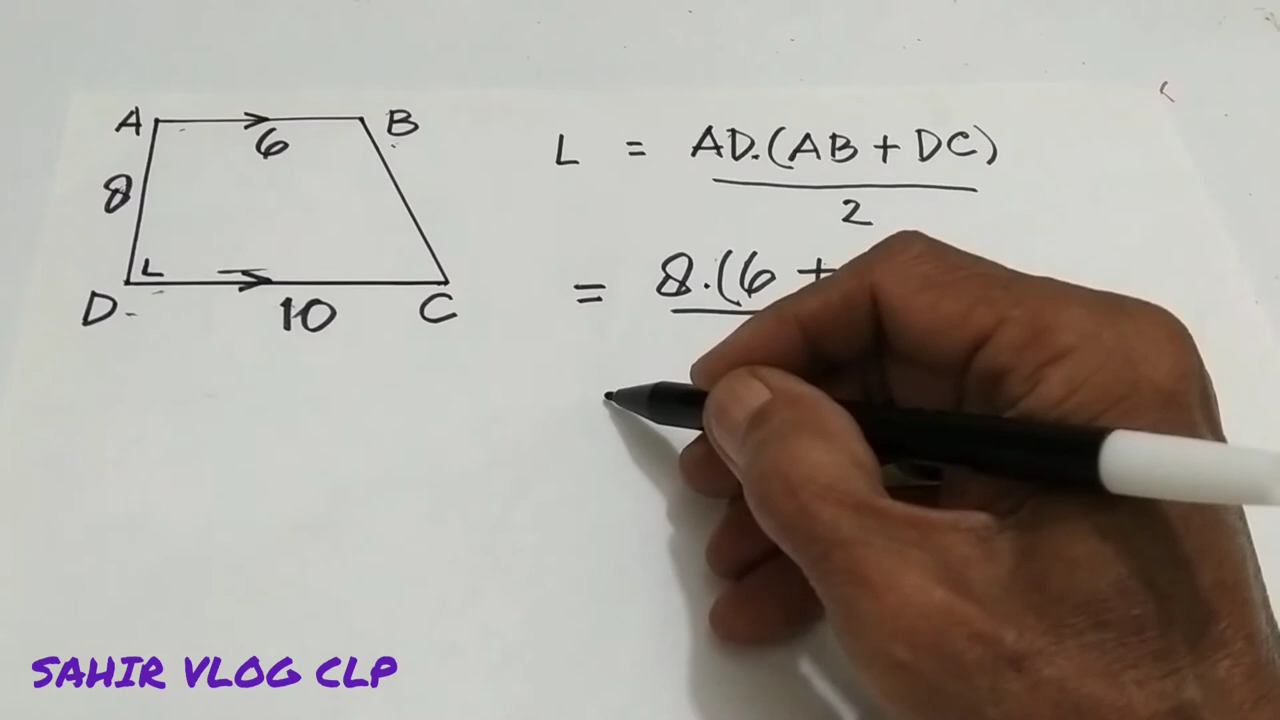 A B
6
8
D 10 C
L = AD.(AB + DC)
2
= 8.(6 +
SAHIR VLOG CLP